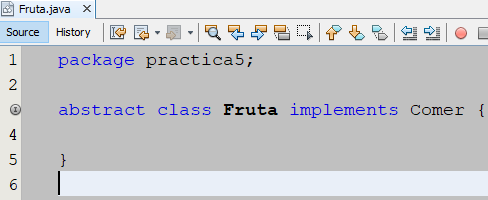 Fruta.java
Source History
1 package practica5;
2
abstract class Fruta implements Comer {
4
5 }
6